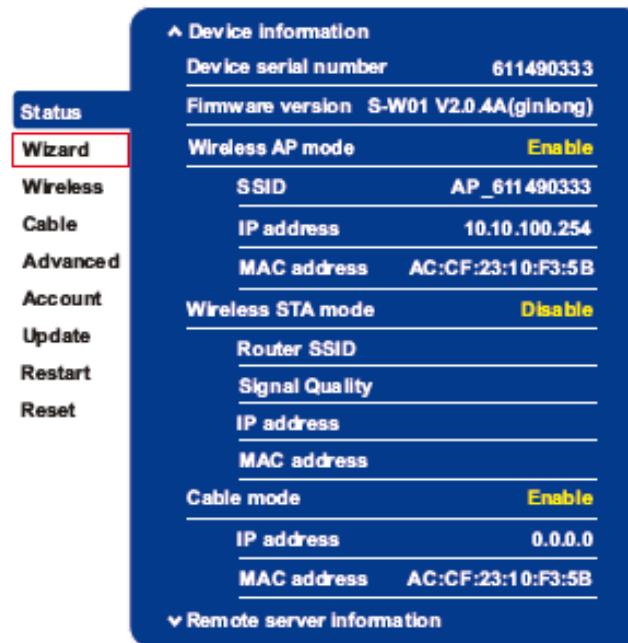 Status
Wizard
Wireless
Cable
Advanced
Account
Update
Restart
Reset
Device information
Device serial number 611490333
Firmware version S-W01 V2.0.4A(ginlong)
Wireless AP mode Enable
SSID AP_611490333
IP address 10.10.100.254
MAC address AC:CF:23:10:F3:5B
Wireless STA mode Disable
Router SSID
Signal Quality
IP address
MAC address
Cable mode Enable
IP address 0.0.0.0
MAC address AC:CF:23:10:F3:5B
Remote server information